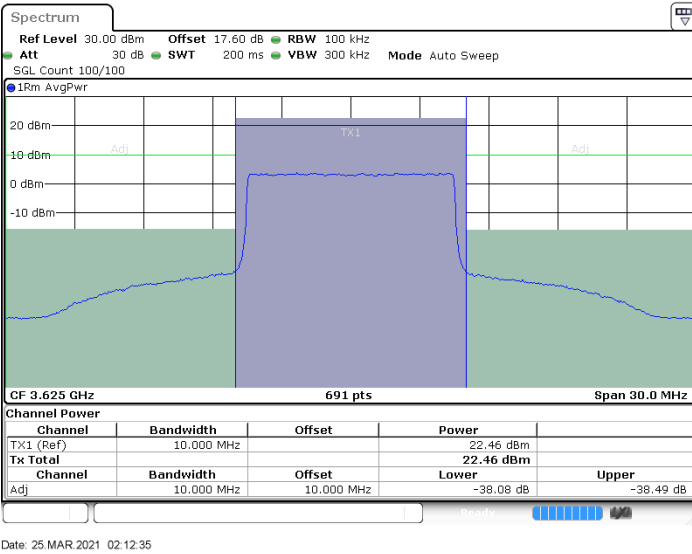 Spectrum
Ref Level 30.00 dBm Offset 17.60 dB RBW 100 kHz
Att 30 dB SWT 200 ms VBW 300 kHz Mode Auto Sweep
SGL Count 100/100
1Rm AvgPwr
20 dBm
TX1
Adj Adj
10 dBm
0 dBm
-10 dBm
CF 3.625 GHz 691 pts Span 30.0 MHz
Channel Power
Channel Bandwidth Offset Power
TX1 (Ref) 10.000 MHz 22.46 dBm
Tx Total 22.46 dBm
Channel Bandwidth Offset Lower Upper
Adj 10.000 MHz 10.000 MHz -38.08 dB -38.49 dB
Ready
Date: 25.MAR.2021 02:12:35